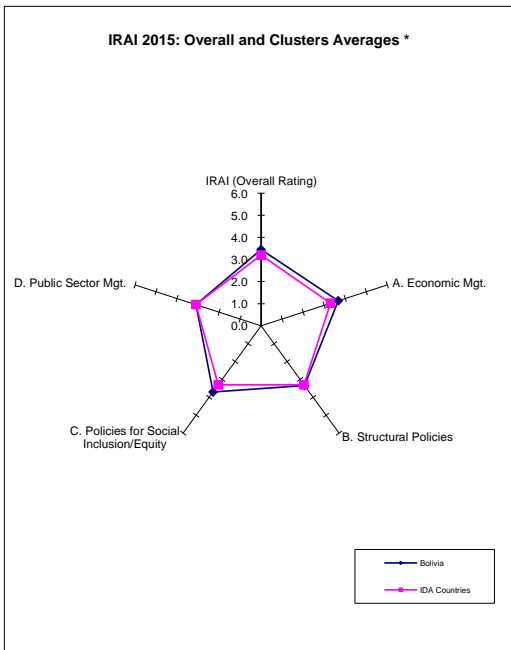 IRAI 2015: Overall and Clusters Averages *
IRAI (Overall Rating)
6.0
5.0
4.0
3.0
2.0
1.0
0.0
A. Economic Mgt.
B. Structural Policies
C. Policies for Social
Inclusion/Equity
D. Public Sector Mgt.
Bolivia
IDA Countries